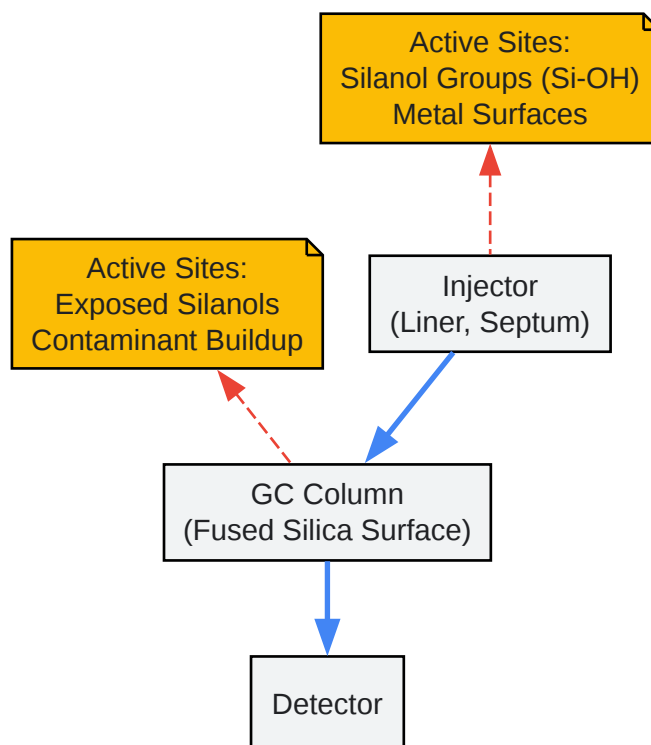 Active Sites:
Silanol Groups (Si-OH)
Metal Surfaces
Active Sites:
Exposed Silanols
Contaminant Buildup
Injector
(Liner, Septum)
GC Column
(Fused Silica Surface)
Detector